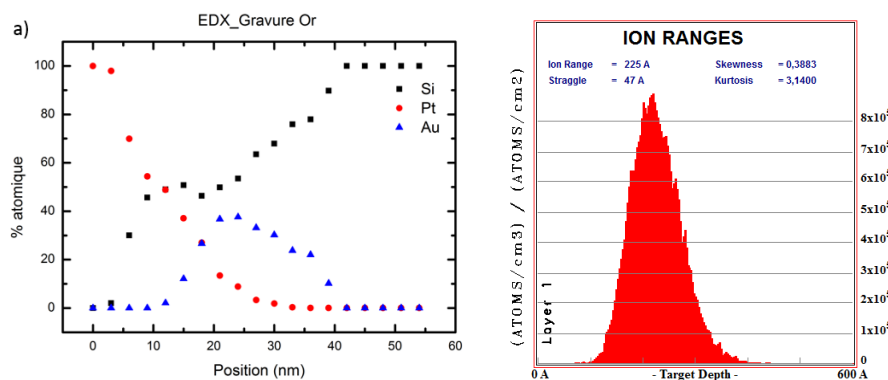 a)
EDX_Gravure Or
% atomique
100
80
60
40
20
0
Si
Pt
Au
0 10 20 30 40 50 60
Position (nm)
ION RANGES
Ion Range = 225 A Skewness = 0,3883
Straggle = 47 A Kurtosis = 3,1400
(ATOMS/cm3) / (ATOMS/cm2)
Layer 1
0 A - Target Depth - 600 A